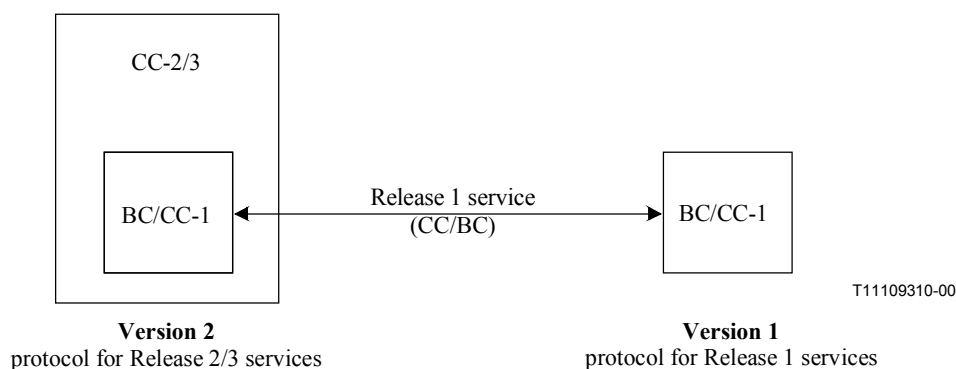 CC-2/3
BC/CC-1
Release 1 service
(CC/BC)
BC/CC-1
T11109310-00
Version 2
protocol for Release 2/3 services
Version 1
protocol for Release 1 services